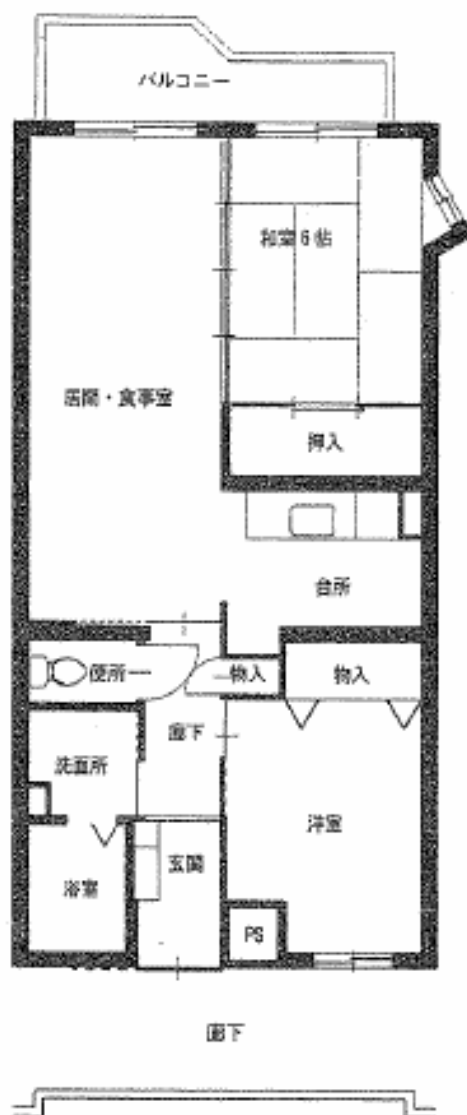 バルコニー
和室6帖
居間・食事室
押入
台所
便所
物入
物入
廊下
洗面所
洋室
玄関
浴室
PS
廊下